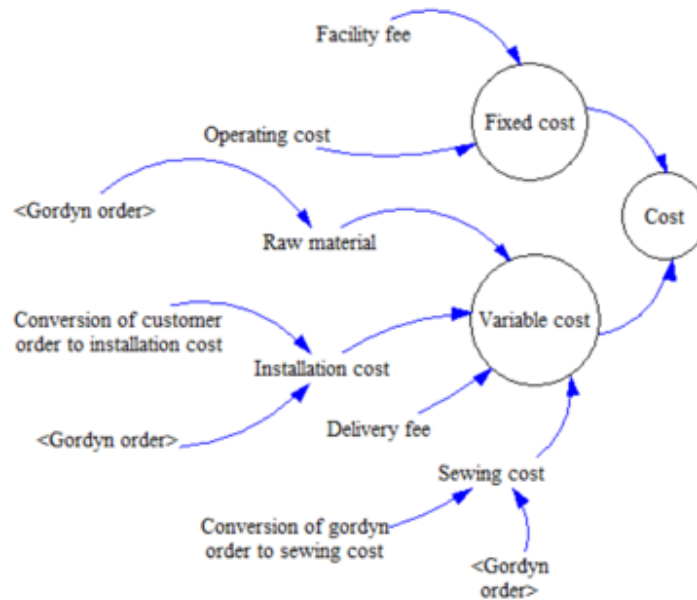 Facility fee
Fixed cost
Operating cost
<Gordyn order>
Cost
Raw material
Conversion of customer
order to installation cost
Variable cost
Installation cost
<Gordyn order>
Delivery fee
Sewing cost
Conversion of gordyn
order to sewing cost
<Gordyn
order>